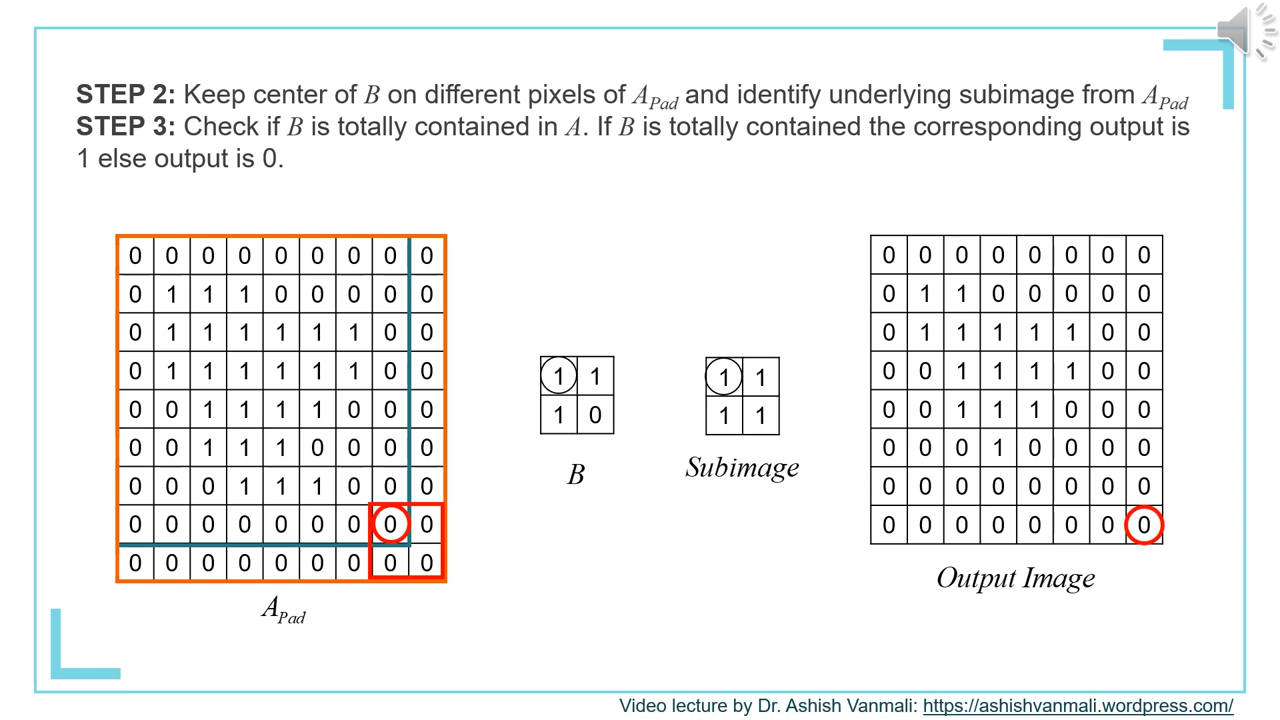 STEP 2: Keep center of B on different pixels of A_Pad and identify underlying subimage from A_Pad
STEP 3: Check if B is totally contained in A. If B is totally contained the corresponding output is
1 else output is 0.
0 0 0 0 0 0 0 0 0
0 1 1 1 0 0 0 0 0
0 1 1 1 1 1 1 0 0
0 1 1 1 1 1 1 0 0
0 0 1 1 1 1 0 0 0
0 0 1 1 1 0 0 0 0
0 0 0 1 1 1 0 0 0
0 0 0 0 0 0 0 0 0
0 0 0 0 0 0 0 0 0
A_Pad
1 1
1 0
B
1 1
1 1
Subimage
0 0 0 0 0 0 0 0
0 1 1 0 0 0 0 0
0 1 1 1 1 1 0 0
0 0 1 1 1 1 0 0
0 0 1 1 1 0 0 0
0 0 0 1 0 0 0 0
0 0 0 0 0 0 0 0
0 0 0 0 0 0 0 0
Output Image
Video lecture by Dr. Ashish Vanmali: https://ashishvanmali.wordpress.com/